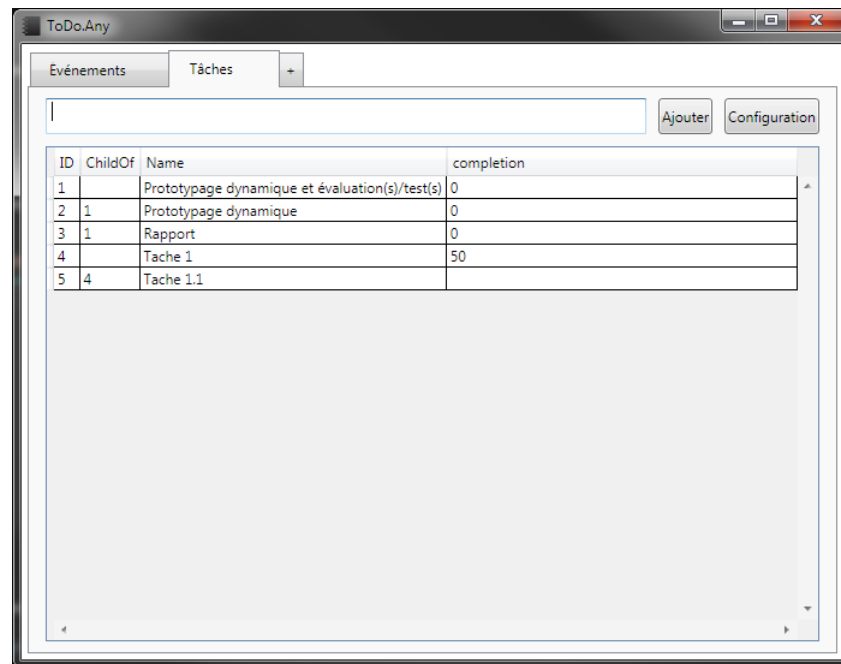 ToDo.Any
Événements Tâches +
Ajouter Configuration
ID ChildOf Name completion
1 Prototypage dynamique et évaluation(s)/test(s) 0
2 1 Prototypage dynamique 0
3 1 Rapport 0
4 Tache 1 50
5 4 Tache 1.1